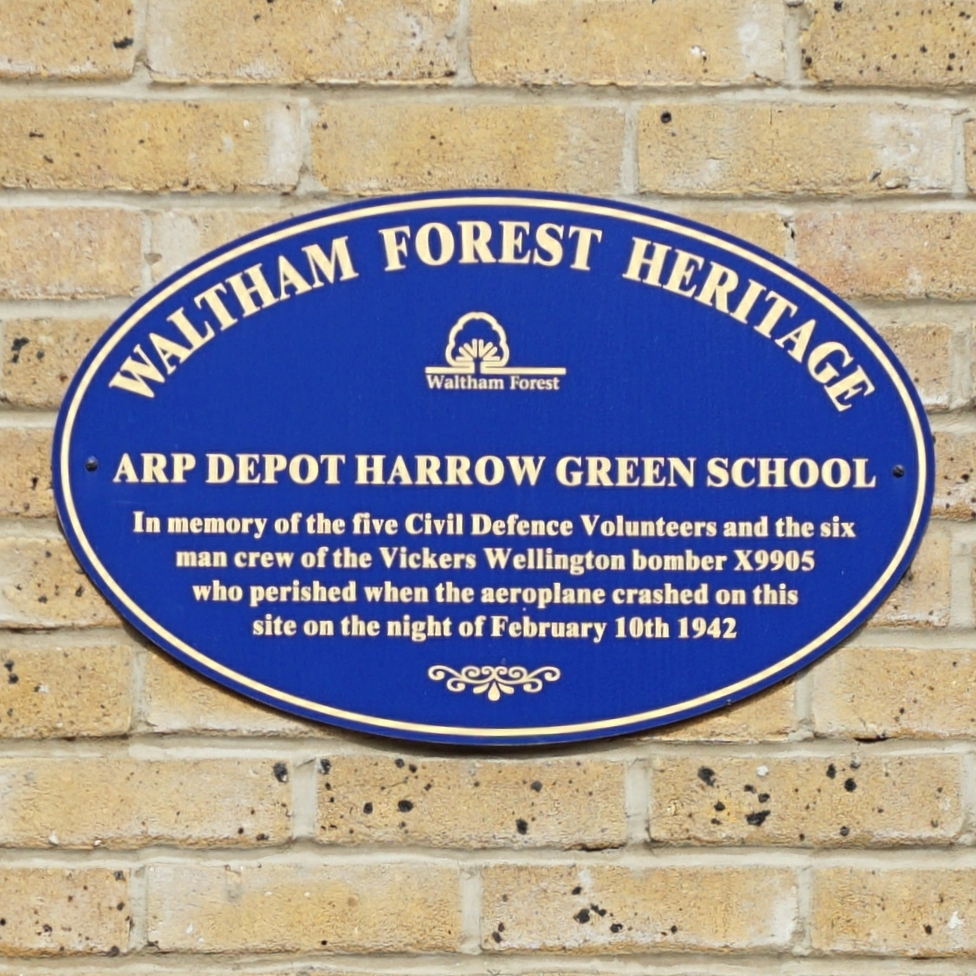 WALTHAM FOREST HERITAGE
Waltham Forest
ARP DEPOT HARROW GREEN SCHOOL
In memory of the five Civil Defence Volunteers and the six
man crew of the Vickers Wellington bomber X9905
who perished when the aeroplane crashed on this
site on the night of February 10th 1942